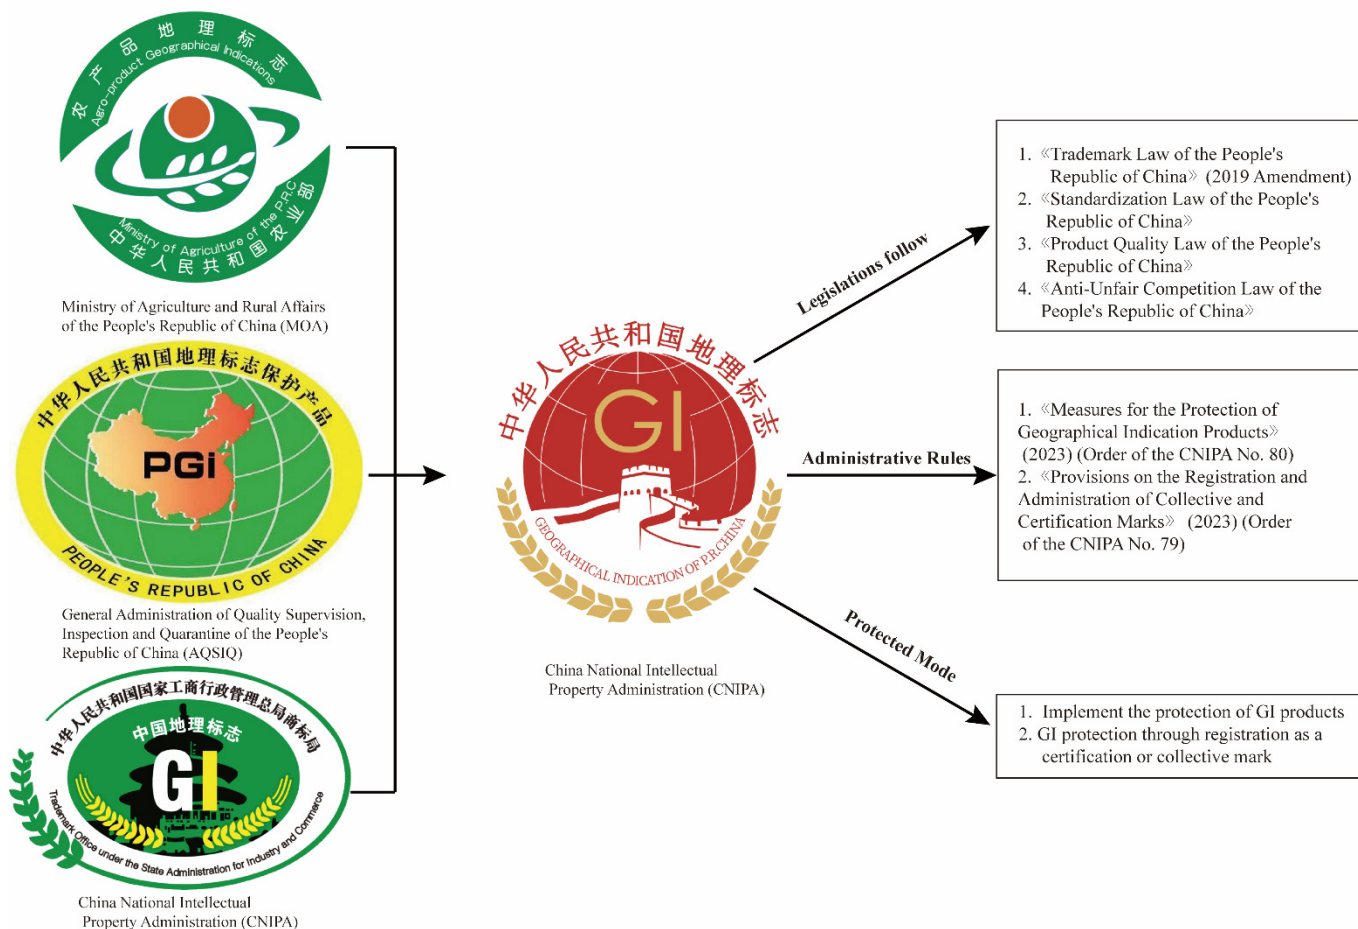 农产品地理标志
Agro-product Geographical Indications
Ministry of Agriculture of the P.R.C
中华人民共和国农业部
Ministry of Agriculture and Rural Affairs
of the People's Republic of China (MOA)
中华人民共和国地理标志保护产品
PGi
PEOPLE'S REPUBLIC OF CHINA
General Administration of Quality Supervision,
Inspection and Quarantine of the People's
Republic of China (AQSIQ)
中华人民共和国国家工商行政管理总局商标局
中国地理标志
GI
Trademark Office under the State Administration for Industry and Commerce
China National Intellectual
Property Administration (CNIPA)
中华人民共和国地理标志
GI
GEOGRAPHICAL INDICATION OF P.R.CHINA
China National Intellectual
Property Administration (CNIPA)
Legislations follow
1. 《Trademark Law of the People's
Republic of China》 (2019 Amendment)
2. 《Standardization Law of the People's
Republic of China》
3. 《Product Quality Law of the People's
Republic of China》
4. 《Anti-Unfair Competition Law of the
People's Republic of China》
Administrative Rules
1. 《Measures for the Protection of
Geographical Indication Products》
(2023) (Order of the CNIPA No. 80)
2. 《Provisions on the Registration and
Administration of Collective and
Certification Marks》 (2023) (Order
of the CNIPA No. 79)
Protected Mode
1. Implement the protection of GI products
2. GI protection through registration as a
certification or collective mark